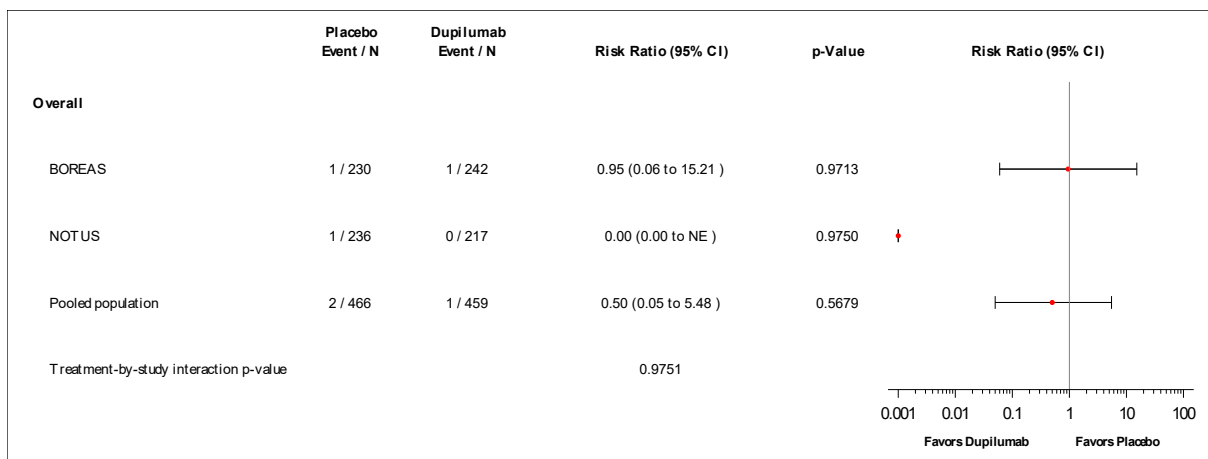 Placebo Dupilumab
Event / N Event / N Risk Ratio (95% CI) p-Value Risk Ratio (95% CI)
Overall
BOREAS 1 / 230 1 / 242 0.95 (0.06 to 15.21 ) 0.9713
NOTUS 1 / 236 0 / 217 0.00 (0.00 to NE ) 0.9750
Pooled population 2 / 466 1 / 459 0.50 (0.05 to 5.48 ) 0.5679
Treatment-by-study interaction p-value 0.9751
0.001 0.01 0.1 1 10 100
Favors Dupilumab Favors Placebo